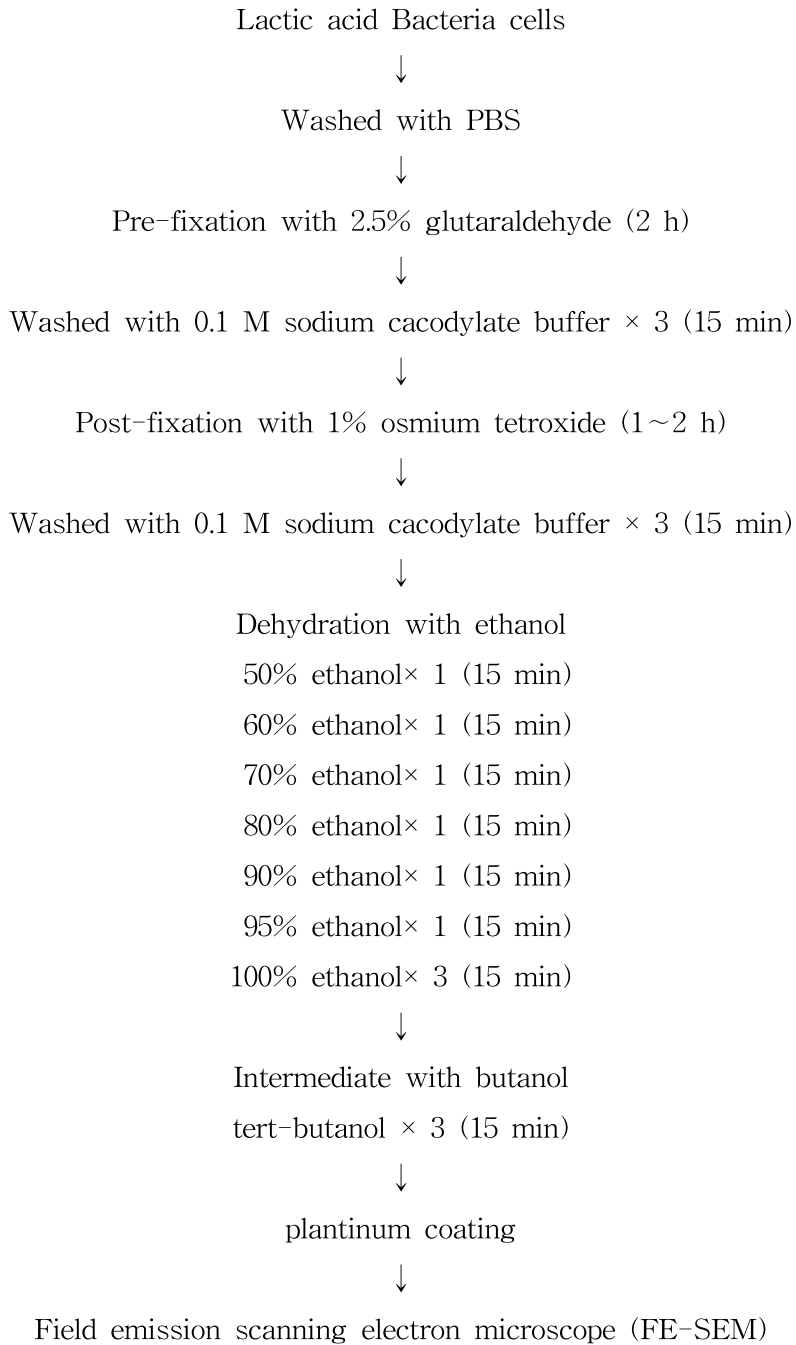 Lactic acid Bacteria cells
↓
Washed with PBS
↓
Pre-fixation with 2.5% glutaraldehyde (2 h)
↓
Washed with 0.1 M sodium cacodylate buffer × 3 (15 min)
↓
Post-fixation with 1% osmium tetroxide (1～2 h)
↓
Washed with 0.1 M sodium cacodylate buffer × 3 (15 min)
↓
Dehydration with ethanol
50% ethanol× 1 (15 min)
60% ethanol× 1 (15 min)
70% ethanol× 1 (15 min)
80% ethanol× 1 (15 min)
90% ethanol× 1 (15 min)
95% ethanol× 1 (15 min)
100% ethanol× 3 (15 min)
↓
Intermediate with butanol
tert-butanol × 3 (15 min)
↓
plantinum coating
↓
Field emission scanning electron microscope (FE-SEM)